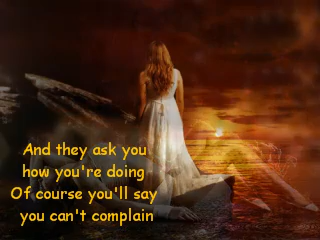 And they ask you
how you're doing
Of course you'll say
you can't complain